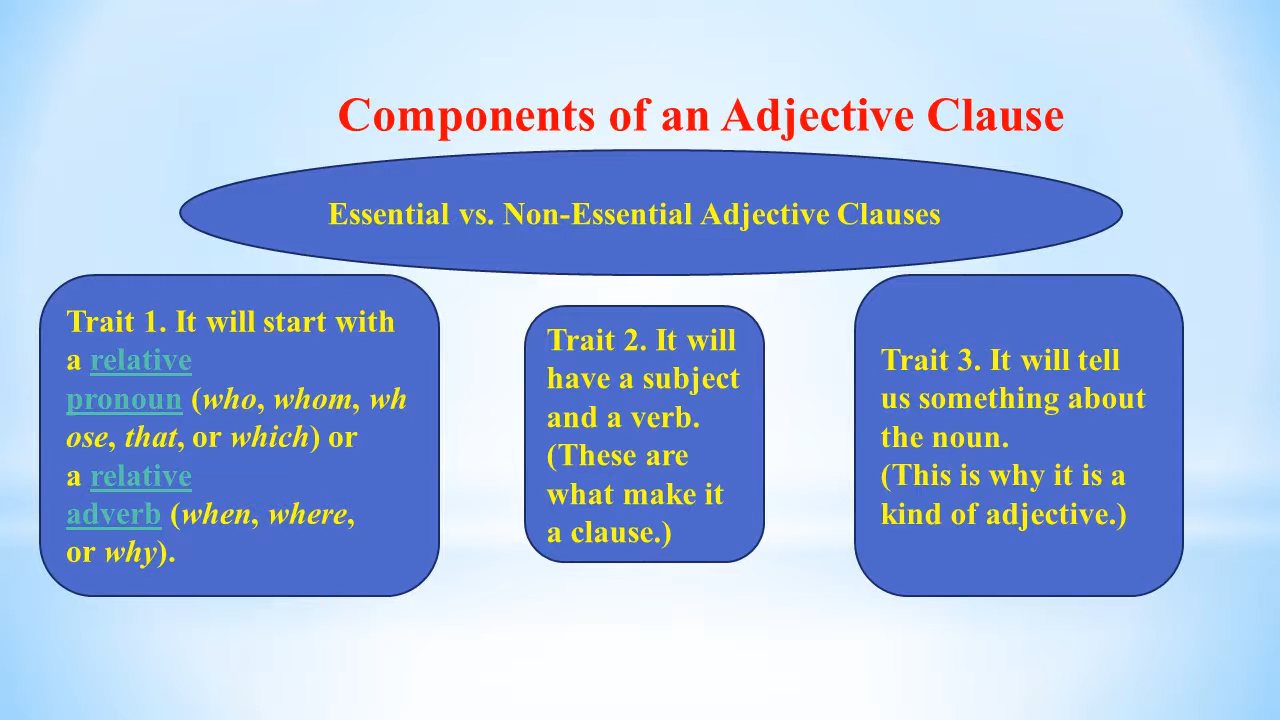 Components of an Adjective Clause
Essential vs. Non-Essential Adjective Clauses
Trait 1. It will start with
a relative
pronoun (who, whom, wh
ose, that, or which) or
a relative
adverb (when, where,
or why).
Trait 2. It will
have a subject
and a verb.
(These are
what make it
a clause.)
Trait 3. It will tell
us something about
the noun.
(This is why it is a
kind of adjective.)